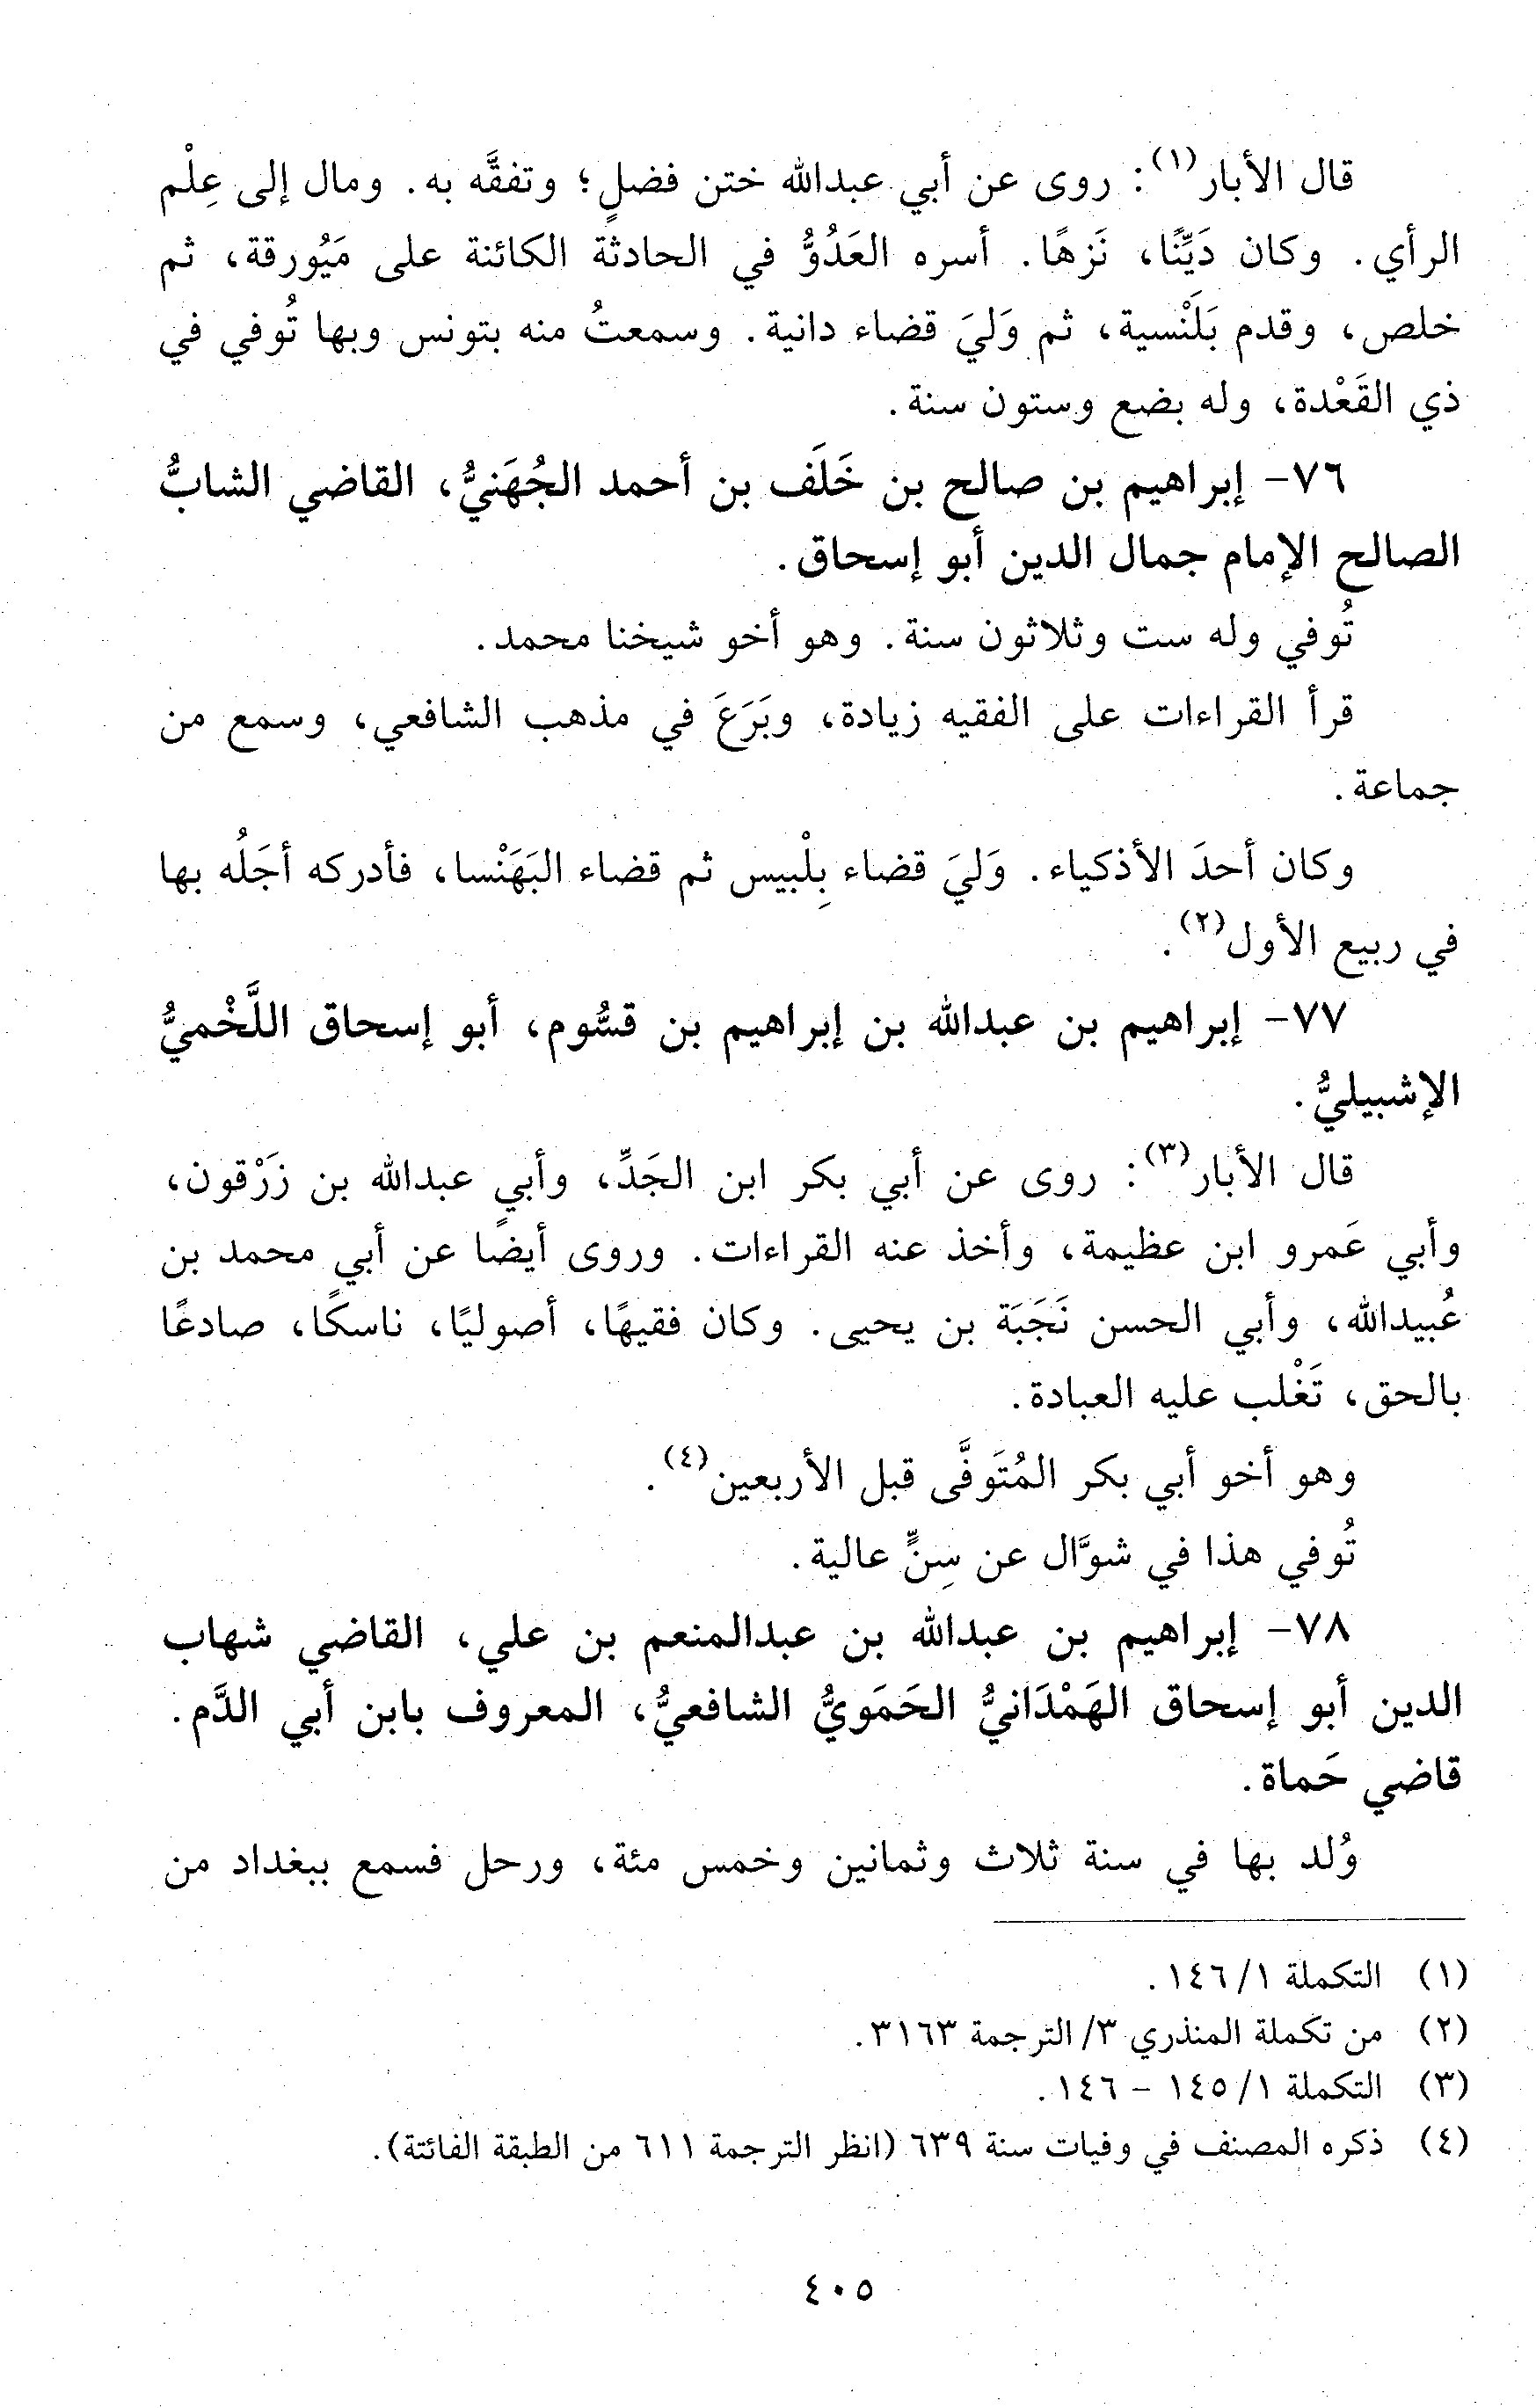 قال الأبار(١): روى عن أبي عبدالله ختن فضلٍ؛ وتفقَّه به. ومال إلى عِلْم
الرأي. وكان دَيِّنًا، نَزهًا. أسره العَدُوُّ في الحادثة الكائنة على مَيُورقة، ثم
خلص، وقدم بَلَنْسية، ثم وَليَ قضاء دانية. وسمعتُ منه بتونس وبها تُوفي في
ذي القَعْدة، وله بضع وستون سنة.
٧٦- إبراهيم بن صالح بن خَلَف بن أحمد الجُهَنيُّ، القاضي الشابُّ
الصالح الإمام جمال الدين أبو إسحاق.
تُوفي وله ست وثلاثون سنة. وهو أخو شيخنا محمد.
قرأ القراءات على الفقيه زيادة، وبَرَعَ في مذهب الشافعي، وسمع من
جماعة.
وكان أحدَ الأذكياء. وَليَ قضاء بِلْبيس ثم قضاء البَهَنْسا، فأدركه أجَلُه بها
في ربيع الأول(٢).
٧٧- إبراهيم بن عبدالله بن إبراهيم بن قسُّوم، أبو إسحاق اللَّخْميُّ
الإشبيليُّ.
قال الأبار(٣): روى عن أبي بكر ابن الجَدِّ، وأبي عبدالله بن زَرْقون،
وأبي عَمرو ابن عظيمة، وأخذ عنه القراءات. وروى أيضًا عن أبي محمد بن
عُبيدالله، وأبي الحسن نَجَبَة بن يحيى. وكان فقيهًا، أصوليًا، ناسكًا، صادعًا
بالحق، تَغْلب عليه العبادة.
وهو أخو أبي بكر المُتَوفَّى قبل الأربعين(٤).
تُوفي هذا في شوَّال عن سِنٍّ عالية.
٧٨- إبراهيم بن عبدالله بن عبدالمنعم بن علي، القاضي شهاب
الدين أبو إسحاق الهَمْدَانيُّ الحَمَويُّ الشافعيُّ، المعروف بابن أبي الدَّم.
قاضي حَماة.
وُلد بها في سنة ثلاث وثمانين وخمس مئة، ورحل فسمع ببغداد من
(١) التكملة ١/ ١٤٦.
(٢) من تكملة المنذري ٣/ الترجمة ٣١٦٣.
(٣) التكملة ١/ ١٤٥ - ١٤٦.
(٤) ذكره المصنف في وفيات سنة ٦٣٩ (انظر الترجمة ٦١١ من الطبقة الفائتة).
٤٠٥